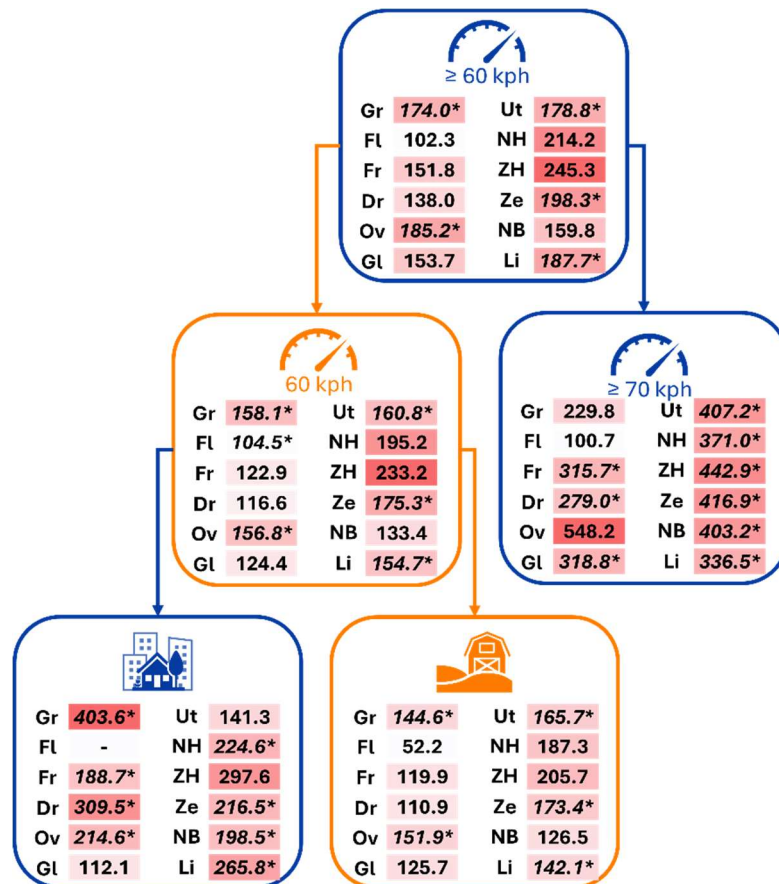 ≥ 60 kph
Gr 174.0* Ut 178.8*
Fl 102.3 NH 214.2
Fr 151.8 ZH 245.3
Dr 138.0 Ze 198.3*
Ov 185.2* NB 159.8
Gl 153.7 Li 187.7*
60 kph
Gr 158.1* Ut 160.8*
Fl 104.5* NH 195.2
Fr 122.9 ZH 233.2
Dr 116.6 Ze 175.3*
Ov 156.8* NB 133.4
Gl 124.4 Li 154.7*
≥ 70 kph
Gr 229.8 Ut 407.2*
Fl 100.7 NH 371.0*
Fr 315.7* ZH 442.9*
Dr 279.0* Ze 416.9*
Ov 548.2 NB 403.2*
Gl 318.8* Li 336.5*
Gr 403.6* Ut 141.3
Fl - NH 224.6*
Fr 188.7* ZH 297.6
Dr 309.5* Ze 216.5*
Ov 214.6* NB 198.5*
Gl 112.1 Li 265.8*
Gr 144.6* Ut 165.7*
Fl 52.2 NH 187.3
Fr 119.9 ZH 205.7
Dr 110.9 Ze 173.4*
Ov 151.9* NB 126.5
Gl 125.7 Li 142.1*